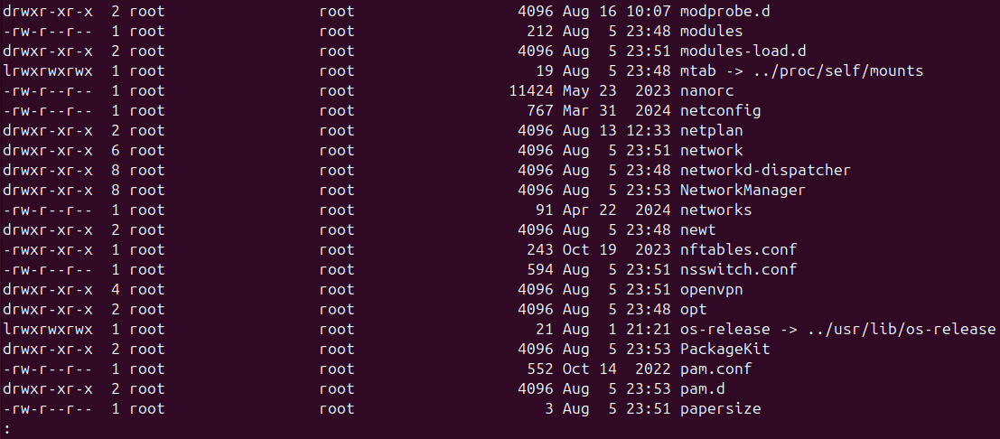 drwxr-xr-x  2 root                 root                  4096 Aug 16 10:07 modprobe.d
-rw-r--r--  1 root                 root                   212 Aug  5 23:48 modules
drwxr-xr-x  2 root                 root                  4096 Aug  5 23:51 modules-load.d
lrwxrwxrwx  1 root                 root                    19 Aug  5 23:48 mtab -> ../proc/self/mounts
-rw-r--r--  1 root                 root                 11424 May 23  2023 nanorc
-rw-r--r--  1 root                 root                   767 Mar 31  2024 netconfig
drwxr-xr-x  2 root                 root                  4096 Aug 13 12:33 netplan
drwxr-xr-x  6 root                 root                  4096 Aug  5 23:51 network
drwxr-xr-x  8 root                 root                  4096 Aug  5 23:48 networkd-dispatcher
drwxr-xr-x  8 root                 root                  4096 Aug  5 23:53 NetworkManager
-rw-r--r--  1 root                 root                    91 Apr 22  2024 networks
drwxr-xr-x  2 root                 root                  4096 Aug  5 23:48 newt
-rwxr-xr-x  1 root                 root                   243 Oct 19  2023 nftables.conf
-rw-r--r--  1 root                 root                   594 Aug  5 23:51 nsswitch.conf
drwxr-xr-x  4 root                 root                  4096 Aug  5 23:51 openvpn
drwxr-xr-x  2 root                 root                  4096 Aug  5 23:48 opt
lrwxrwxrwx  1 root                 root                    21 Aug  1 21:21 os-release -> ../usr/lib/os-release
drwxr-xr-x  2 root                 root                  4096 Aug  5 23:53 PackageKit
-rw-r--r--  1 root                 root                   552 Oct 14  2022 pam.conf
drwxr-xr-x  2 root                 root                  4096 Aug  5 23:53 pam.d
-rw-r--r--  1 root                 root                     3 Aug  5 23:51 papersize
: